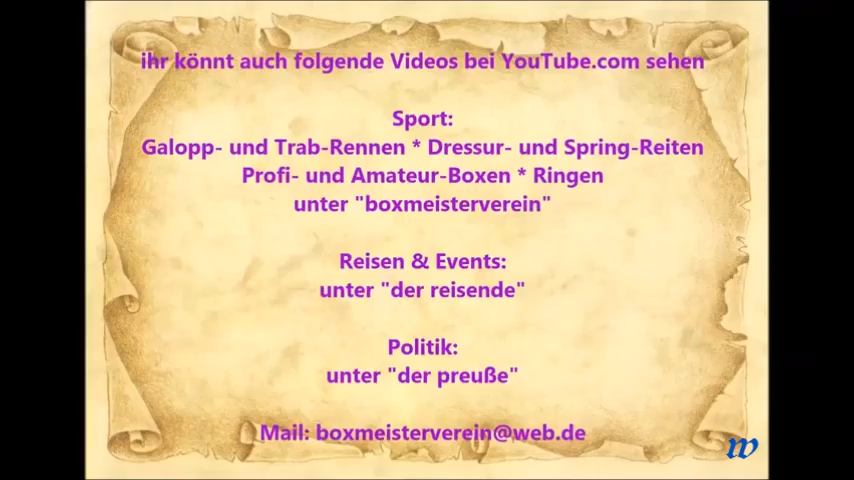 ihr könnt auch folgende Videos bei YouTube.com sehen
Sport:
Galopp- und Trab-Rennen * Dressur- und Spring-Reiten
Profi- und Amateur-Boxen * Ringen
unter "boxmeisterverein"
Reisen & Events:
unter "der reisende"
Politik:
unter "der preuße"
Mail: boxmeisterverein@web.de
w